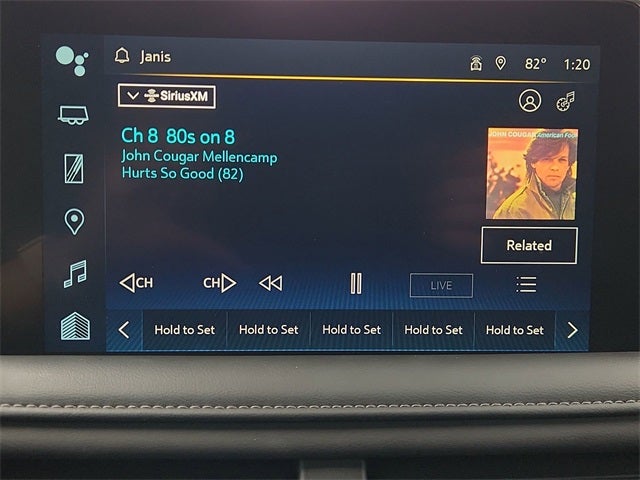 Janis
82° 1:20
SiriusXM
Ch 8 80s on 8
John Cougar Mellencamp
Hurts So Good (82)
JOHN COUGAR American Fool
Related
CH CH LIVE
Hold to Set Hold to Set Hold to Set Hold to Set Hold to Set